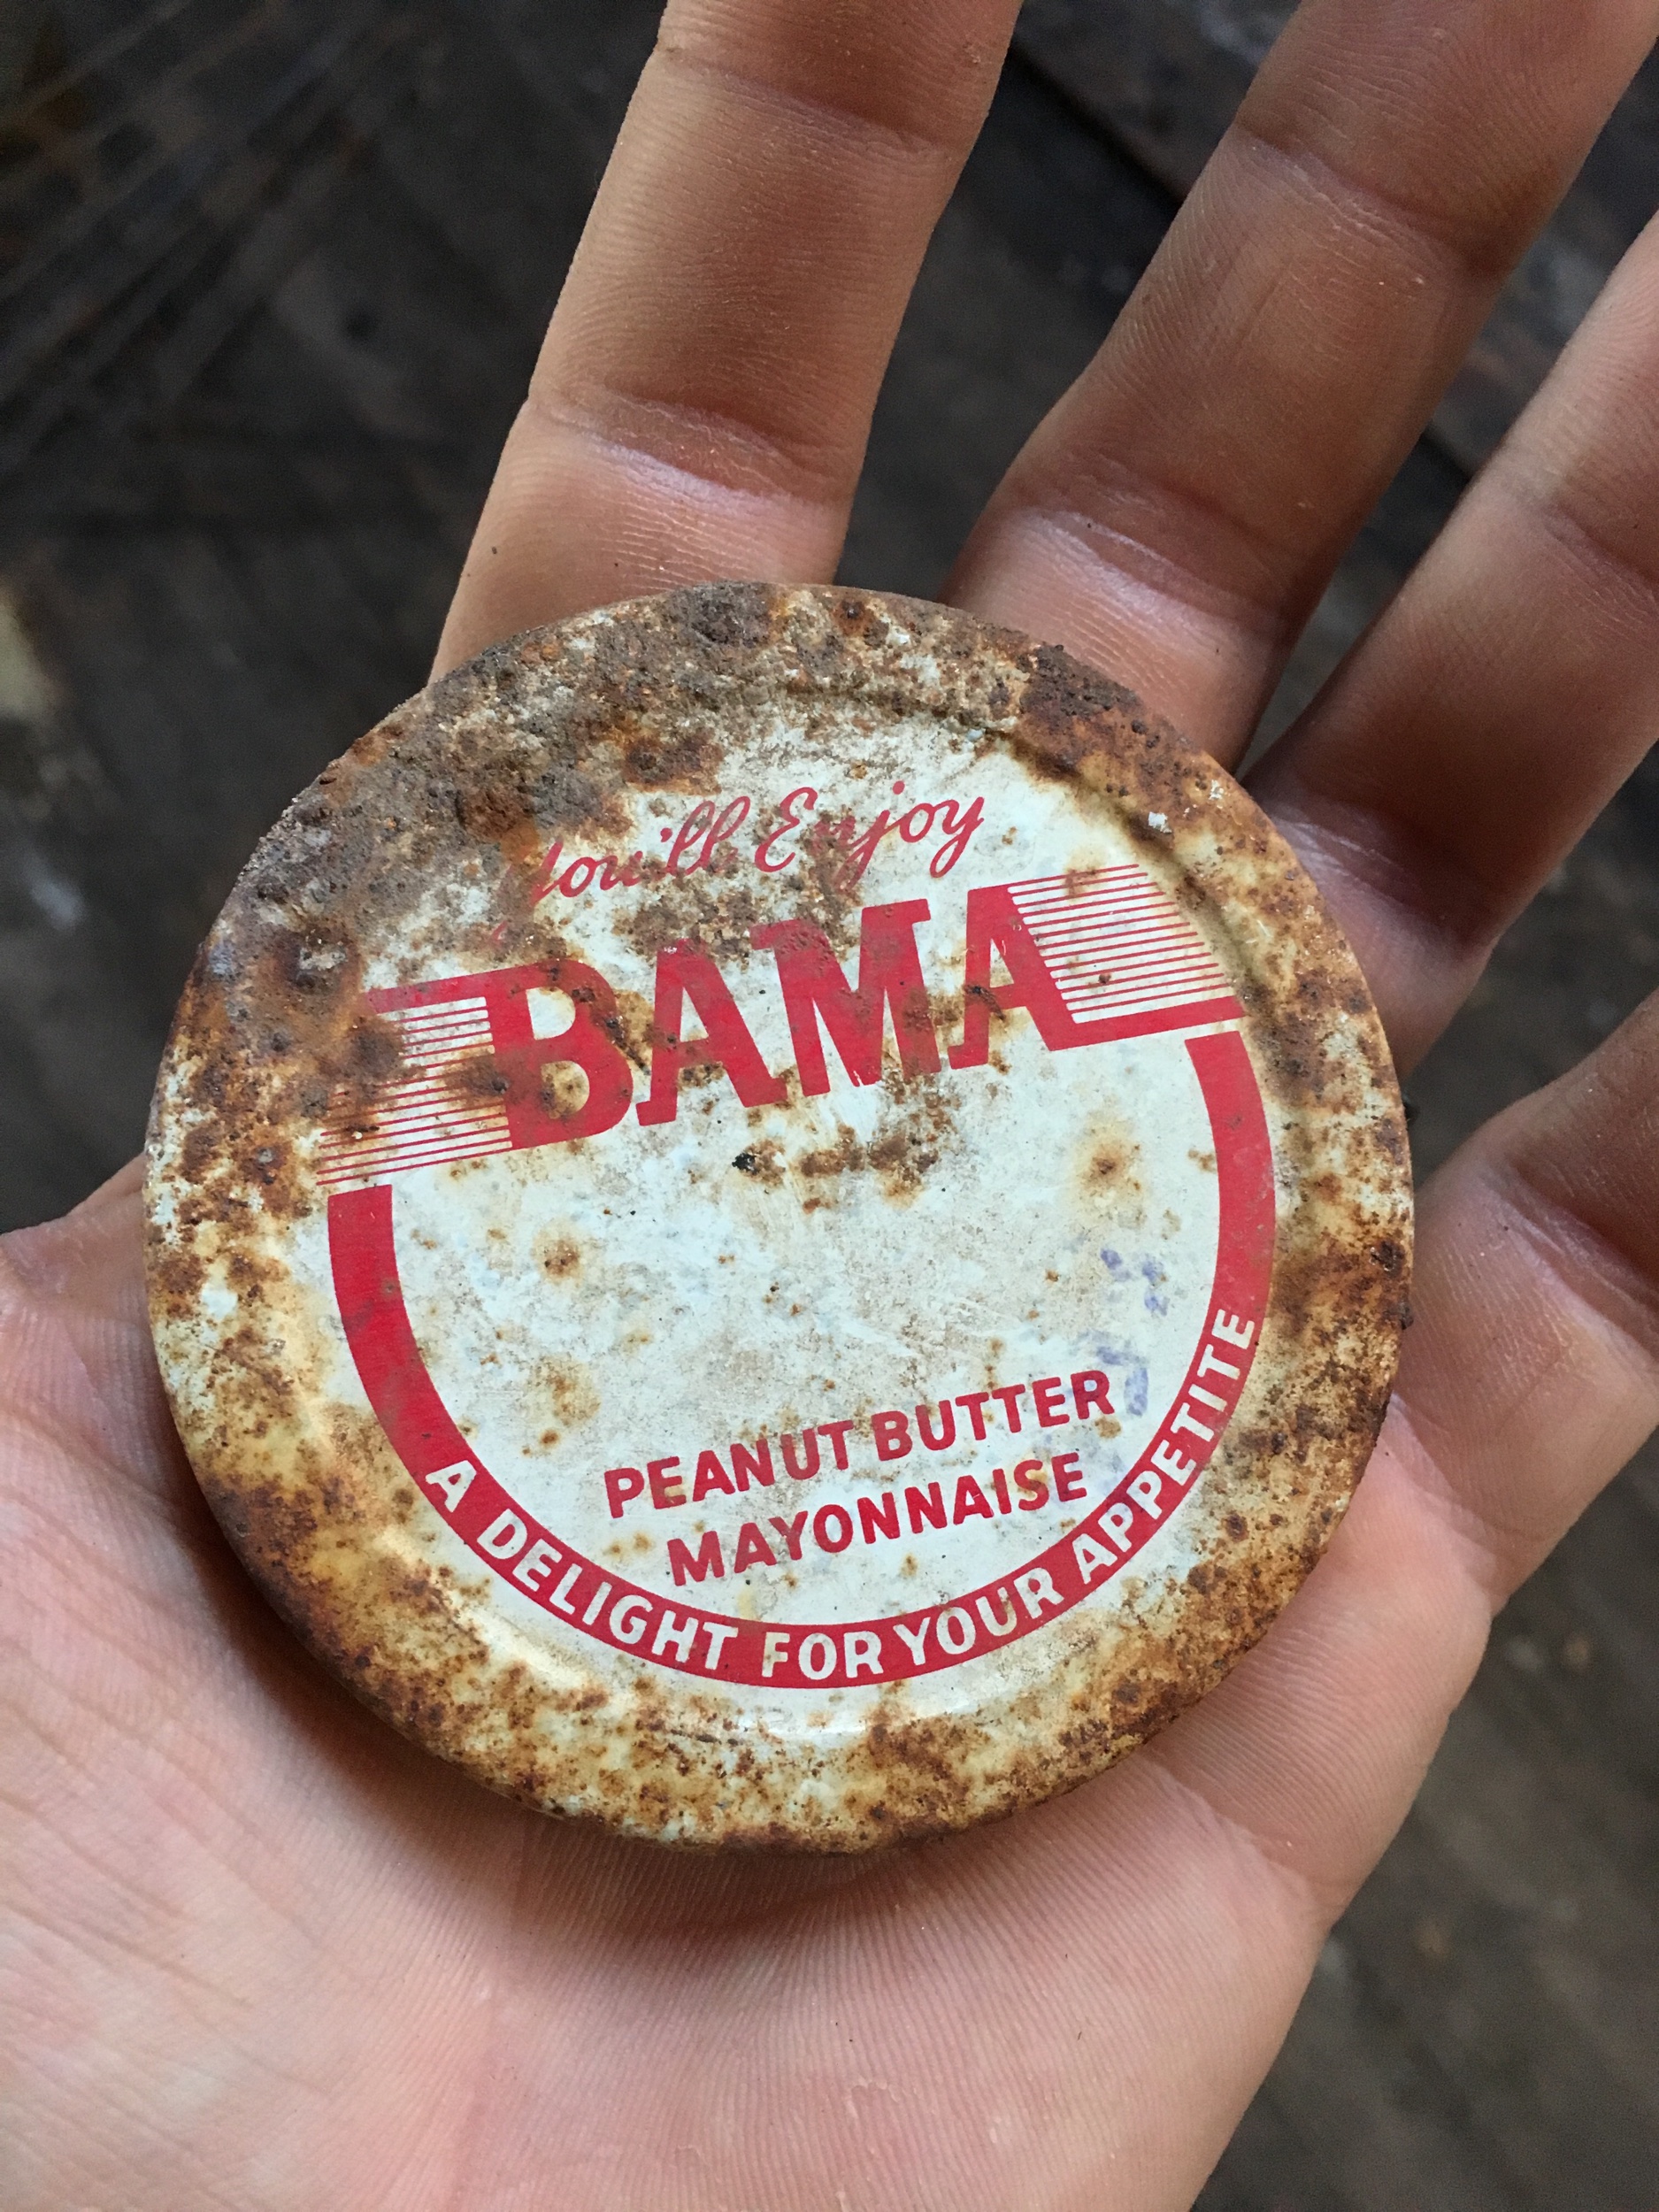 You'll Enjoy
BAMA
PEANUT BUTTER
MAYONNAISE
A DELIGHT FOR YOUR APPETITE